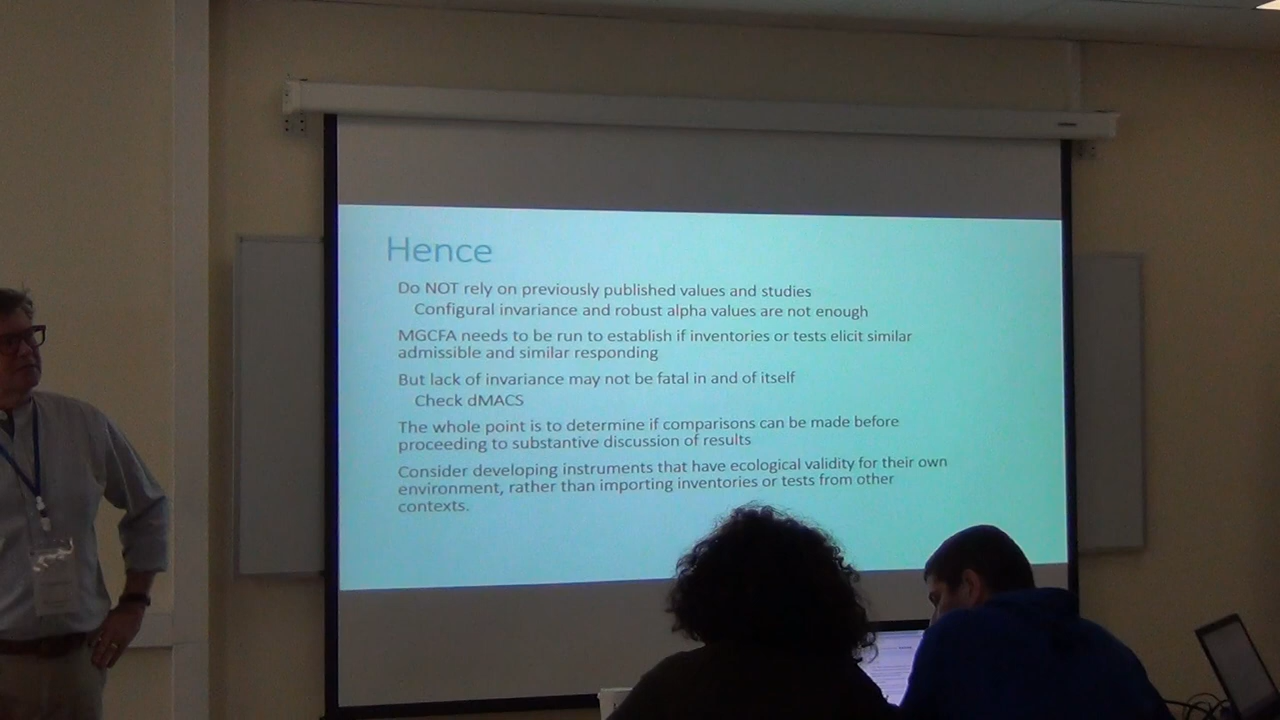 Hence
Do NOT rely on previously published values and studies
Configural invariance and robust alpha values are not enough
MGCFA needs to be run to establish if inventories or tests elicit similar
admissible and similar responding
But lack of invariance may not be fatal in and of itself
Check dMACS
The whole point is to determine if comparisons can be made before
proceeding to substantive discussion of results
Consider developing instruments that have ecological validity for their own
environment, rather than importing inventories or tests from other
contexts.